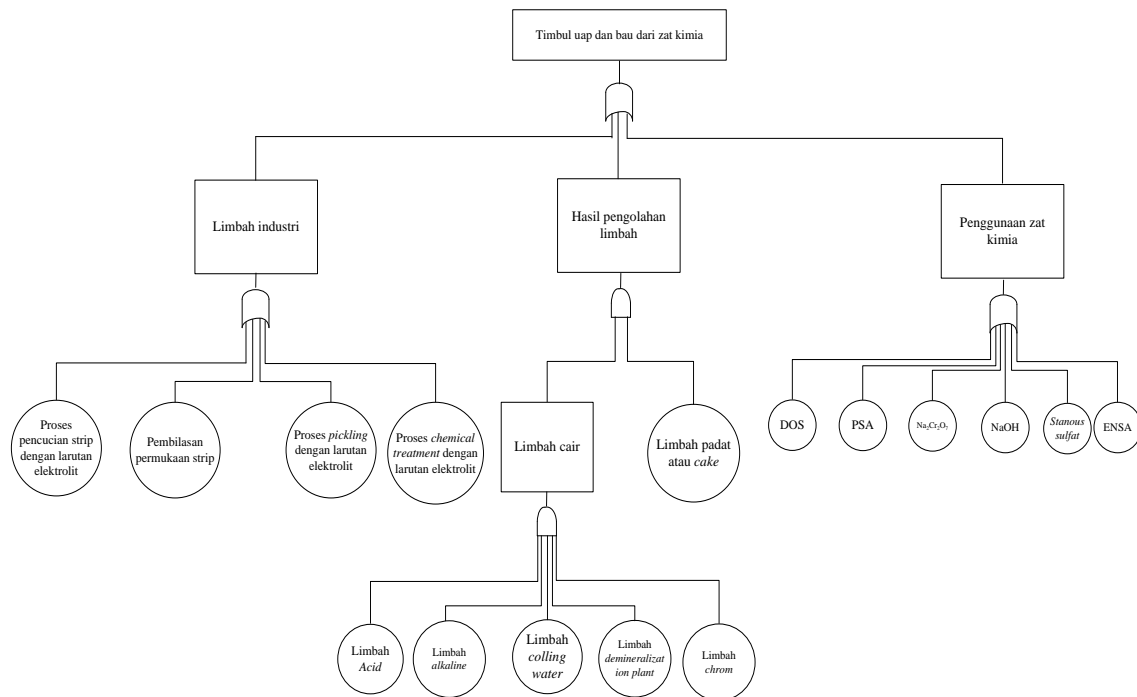 Timbul uap dan bau dari zat kimia
Limbah industri
Hasil pengolahan
limbah
Penggunaan zat
kimia
Proses
pencucian strip
dengan larutan
elektrolit
Pembilasan
permukaan strip
Proses pickling
dengan larutan
elektrolit
Proses chemical
treatment dengan
larutan elektrolit
Limbah cair
Limbah padat
atau cake
DOS
PSA
Na₂Cr₂O₇
NaOH
Stanous
sulfat
ENSA
Limbah
Acid
Limbah
alkaline
Limbah
colling
water
Limbah
demineralizat
ion plant
Limbah
chrom